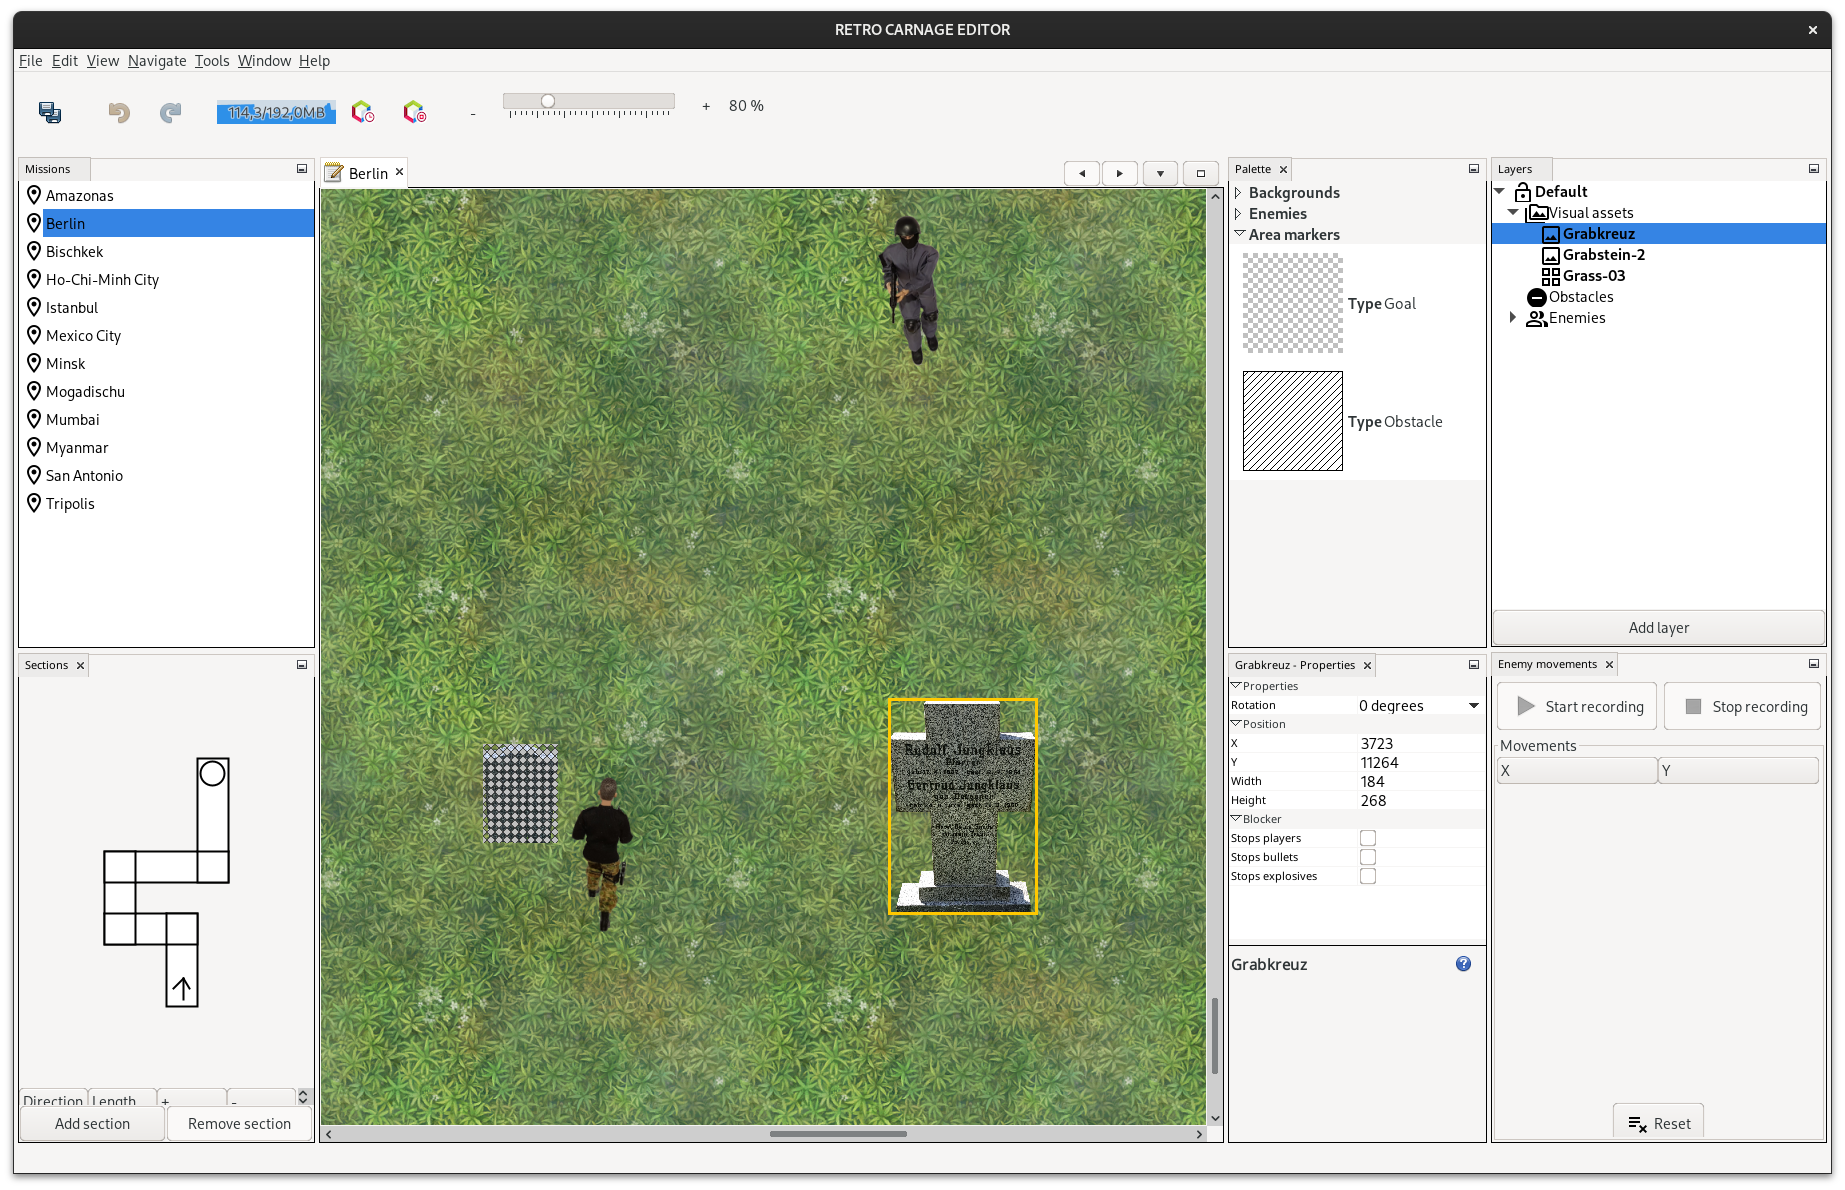 RETRO CARNAGE EDITOR
File Edit View Navigate Tools Window Help
114,3/192,0MB
- + 80 %
Missions
Amazonas
Berlin
Bischkek
Ho-Chi-Minh City
Istanbul
Mexico City
Minsk
Mogadischu
Mumbai
Myanmar
San Antonio
Tripolis
Sections
Direction Length + -
Add section Remove section
Berlin
Rudolf Jungklaus
Pfarrer
Gertrud Jungklaus
Palette
Backgrounds
Enemies
Area markers
Type Goal
Type Obstacle
Grabkreuz - Properties
Properties
Rotation 0 degrees
Position
X 3723
Y 11264
Width 184
Height 268
Blocker
Stops players
Stops bullets
Stops explosives
Grabkreuz
?
Layers
Default
Visual assets
Grabkreuz
Grabstein-2
Grass-03
Obstacles
Enemies
Add layer
Enemy movements
Start recording Stop recording
Movements
X Y
Reset